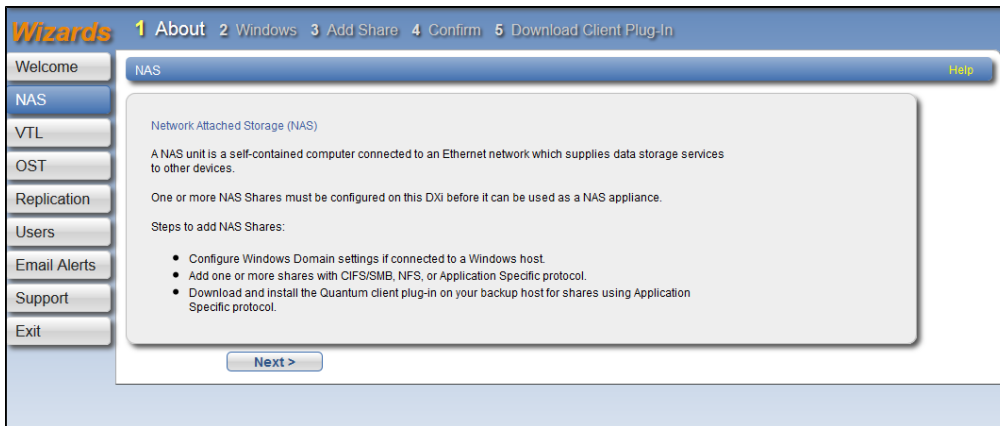 Wizards
1 About 2 Windows 3 Add Share 4 Confirm 5 Download Client Plug-In
Welcome
NAS
VTL
OST
Replication
Users
Email Alerts
Support
Exit
NAS
Help
Network Attached Storage (NAS)
A NAS unit is a self-contained computer connected to an Ethernet network which supplies data storage services
to other devices.
One or more NAS Shares must be configured on this DXi before it can be used as a NAS appliance.
Steps to add NAS Shares:
• Configure Windows Domain settings if connected to a Windows host.
• Add one or more shares with CIFS/SMB, NFS, or Application Specific protocol.
• Download and install the Quantum client plug-in on your backup host for shares using Application
Specific protocol.
Next >